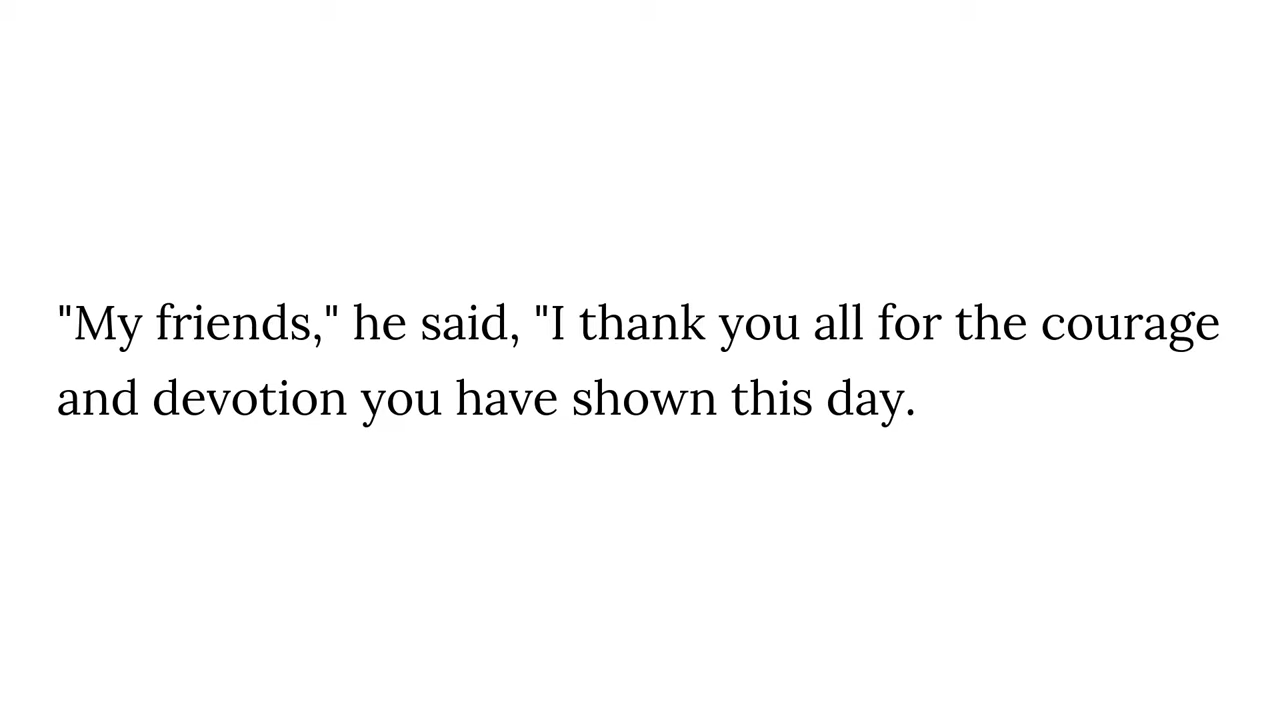 "My friends," he said, "I thank you all for the courage
and devotion you have shown this day.